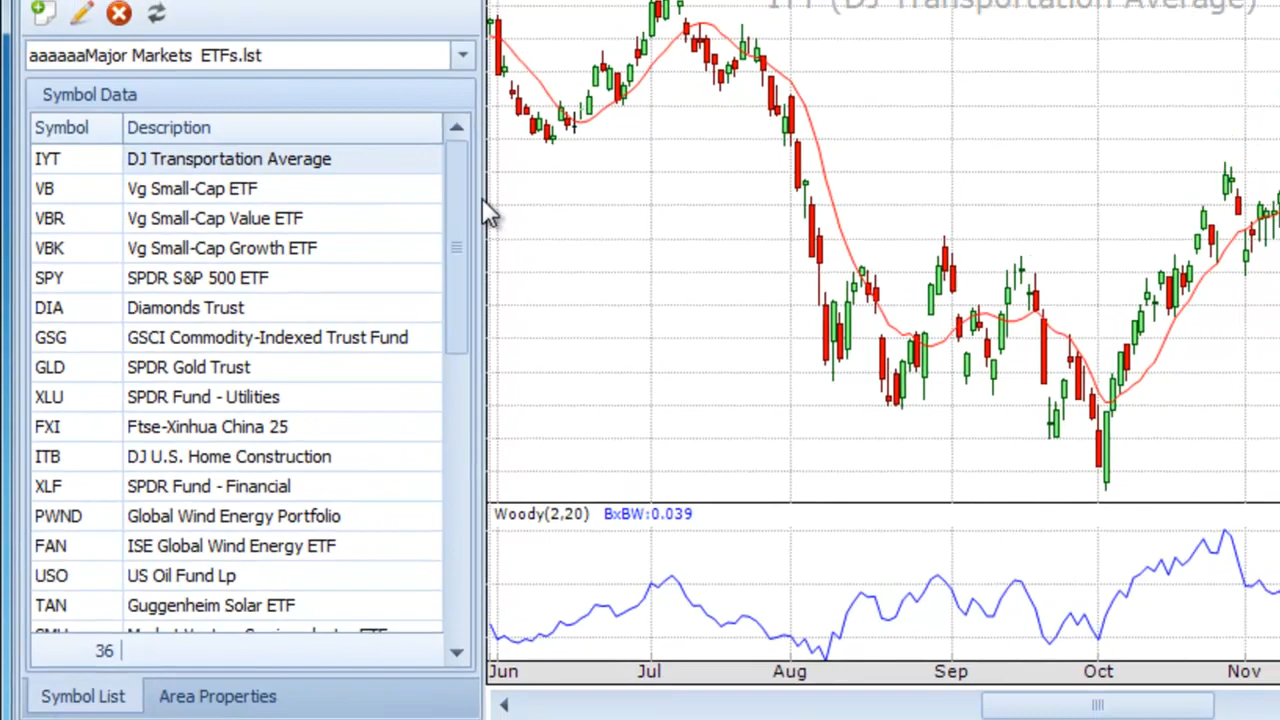 IYT (DJ Transportation Average)
aaaaaaMajor Markets ETFs.lst
Symbol Data
Symbol Description
IYT DJ Transportation Average
VB Vg Small-Cap ETF
VBR Vg Small-Cap Value ETF
VBK Vg Small-Cap Growth ETF
SPY SPDR S&P 500 ETF
DIA Diamonds Trust
GSG GSCI Commodity-Indexed Trust Fund
GLD SPDR Gold Trust
XLU SPDR Fund - Utilities
FXI Ftse-Xinhua China 25
ITB DJ U.S. Home Construction
XLF SPDR Fund - Financial
PWND Global Wind Energy Portfolio
FAN ISE Global Wind Energy ETF
USO US Oil Fund Lp
TAN Guggenheim Solar ETF
36
Symbol List Area Properties
Woody(2,20) BxBW:0.039
Jun Jul Aug Sep Oct Nov